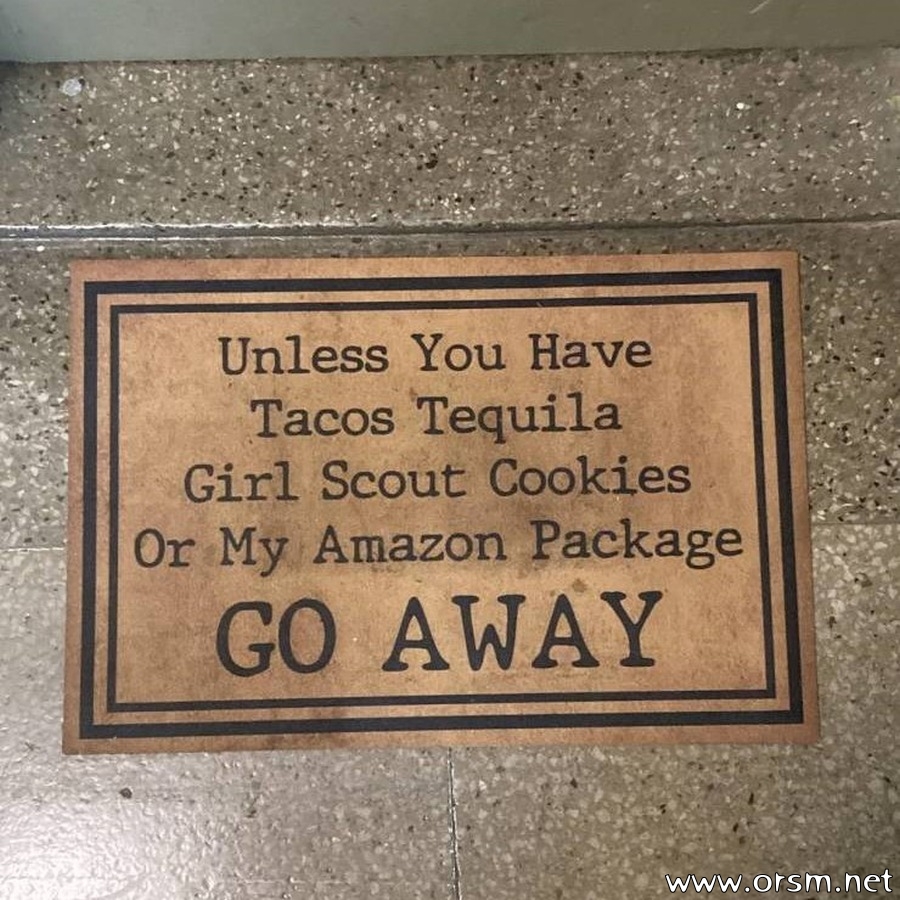 Unless You Have
Tacos Tequila
Girl Scout Cookies
Or My Amazon Package
GO AWAY
www.orsm.net